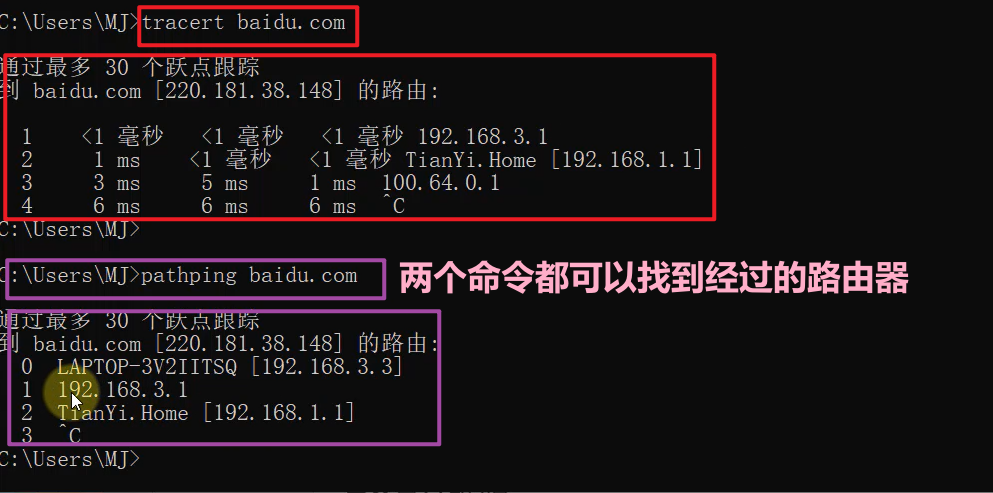 C:\Users\MJ>tracert baidu.com
通过最多 30 个跃点跟踪
到 baidu.com [220.181.38.148] 的路由:
1 <1 毫秒 <1 毫秒 <1 毫秒 192.168.3.1
2 1 ms <1 毫秒 <1 毫秒 TianYi.Home [192.168.1.1]
3 3 ms 5 ms 1 ms 100.64.0.1
4 6 ms 6 ms 6 ms ^C
C:\Users\MJ>
C:\Users\MJ>pathping baidu.com
两个命令都可以找到经过的路由器
通过最多 30 个跃点跟踪
到 baidu.com [220.181.38.148] 的路由:
0 LAPTOP-3V2IITSQ [192.168.3.3]
1 192.168.3.1
2 TianYi.Home [192.168.1.1]
3 ^C
C:\Users\MJ>